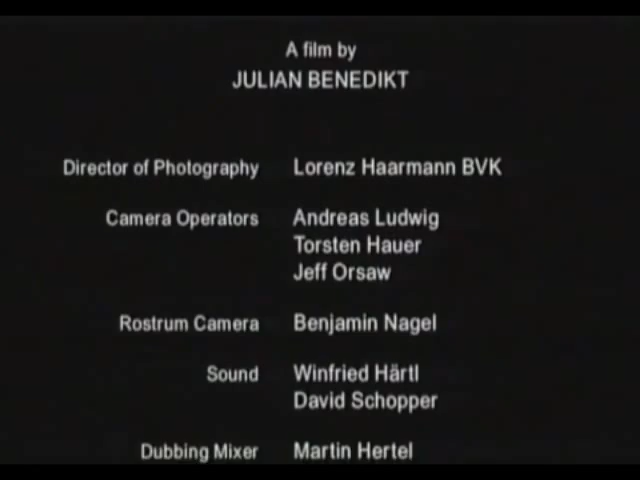 A film by
JULIAN BENEDIKT
Director of Photography Lorenz Haarmann BVK
Camera Operators Andreas Ludwig
Torsten Hauer
Jeff Orsaw
Rostrum Camera Benjamin Nagel
Sound Winfried Härtl
David Schopper
Dubbing Mixer Martin Hertel